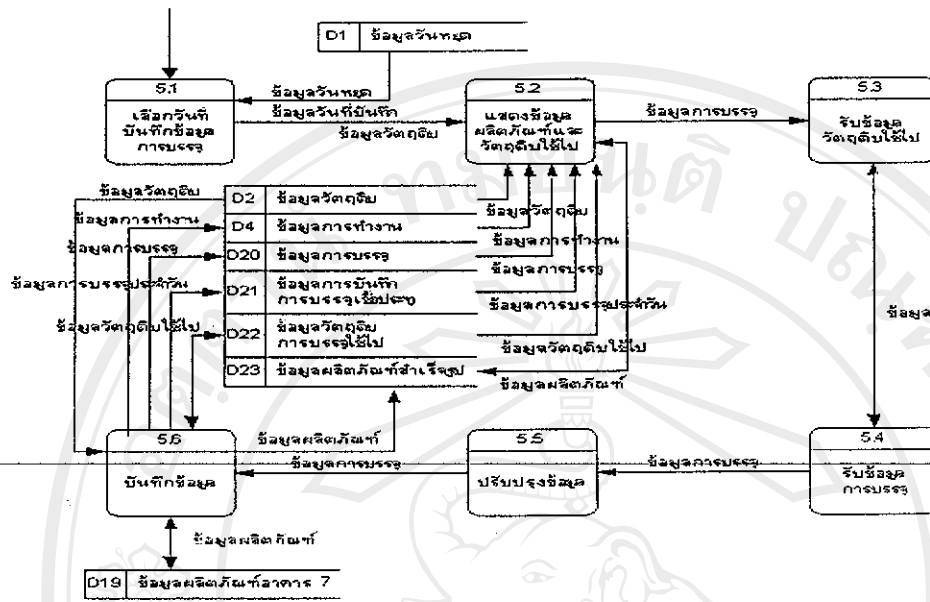 D1 ข้อมูลวันหยุด
5.1
เลือกวันที่
บันทึกข้อมูล
การบรรจุ
ข้อมูลวันหยุด
ข้อมูลวันที่บันทึก
ข้อมูลวัตถุดิบ
5.2
แสดงข้อมูล
ผลิตภัณฑ์และ
วัตถุดิบใช้ไป
ข้อมูลการบรรจุ
5.3
รับข้อมูล
วัตถุดิบใช้ไป
ข้อมูลวัตถุดิบ
ข้อมูลการทำงาน
ข้อมูลการบรรจุ
ข้อมูลการบรรจุประจำวัน
ข้อมูลวัตถุดิบใช้ไป
D2 ข้อมูลวัตถุดิบ
D4 ข้อมูลการทำงาน
D20 ข้อมูลการบรรจุ
D21 ข้อมูลการบันทึก
D22 ข้อมูลวัตถุดิบ
การบรรจุใช้ไป
D23 ข้อมูลผลิตภัณฑ์สำเร็จรูป
ข้อมูลวัตถุดิบ
ข้อมูลการทำงาน
ข้อมูลการบรรจุ
ข้อมูลการบรรจุประจำวัน
ข้อมูลวัตถุดิบใช้ไป
ข้อมูลผลิตภัณฑ์
5.6
บันทึกข้อมูล
ข้อมูลผลิตภัณฑ์
ข้อมูลการบรรจุ
5.5
ปรับปรุงข้อมูล
ข้อมูลการบรรจุ
5.4
รับข้อมูล
การบรรจุ
ข้อมูลผลิตภัณฑ์
D19 ข้อมูลผลิตภัณฑ์อาคาร 7